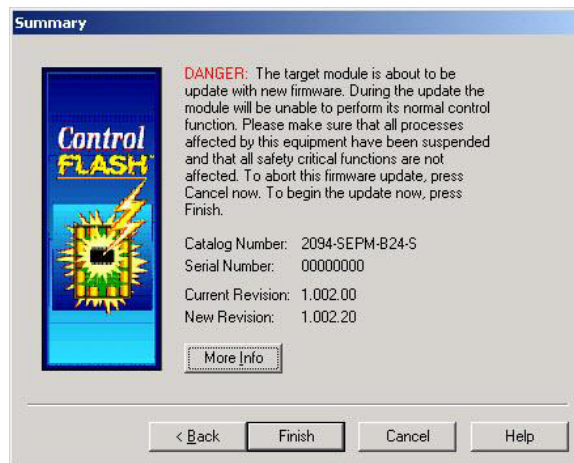 Summary
Control
FLASH
DANGER: The target module is about to be
update with new firmware. During the update the
module will be unable to perform its normal control
function. Please make sure that all processes
affected by this equipment have been suspended
and that all safety critical functions are not
affected. To abort this firmware update, press
Cancel now. To begin the update now, press
Finish.
Catalog Number: 2094-SEPM-B24-S
Serial Number: 00000000
Current Revision: 1.002.00
New Revision: 1.002.20
More Info
< Back Finish Cancel Help